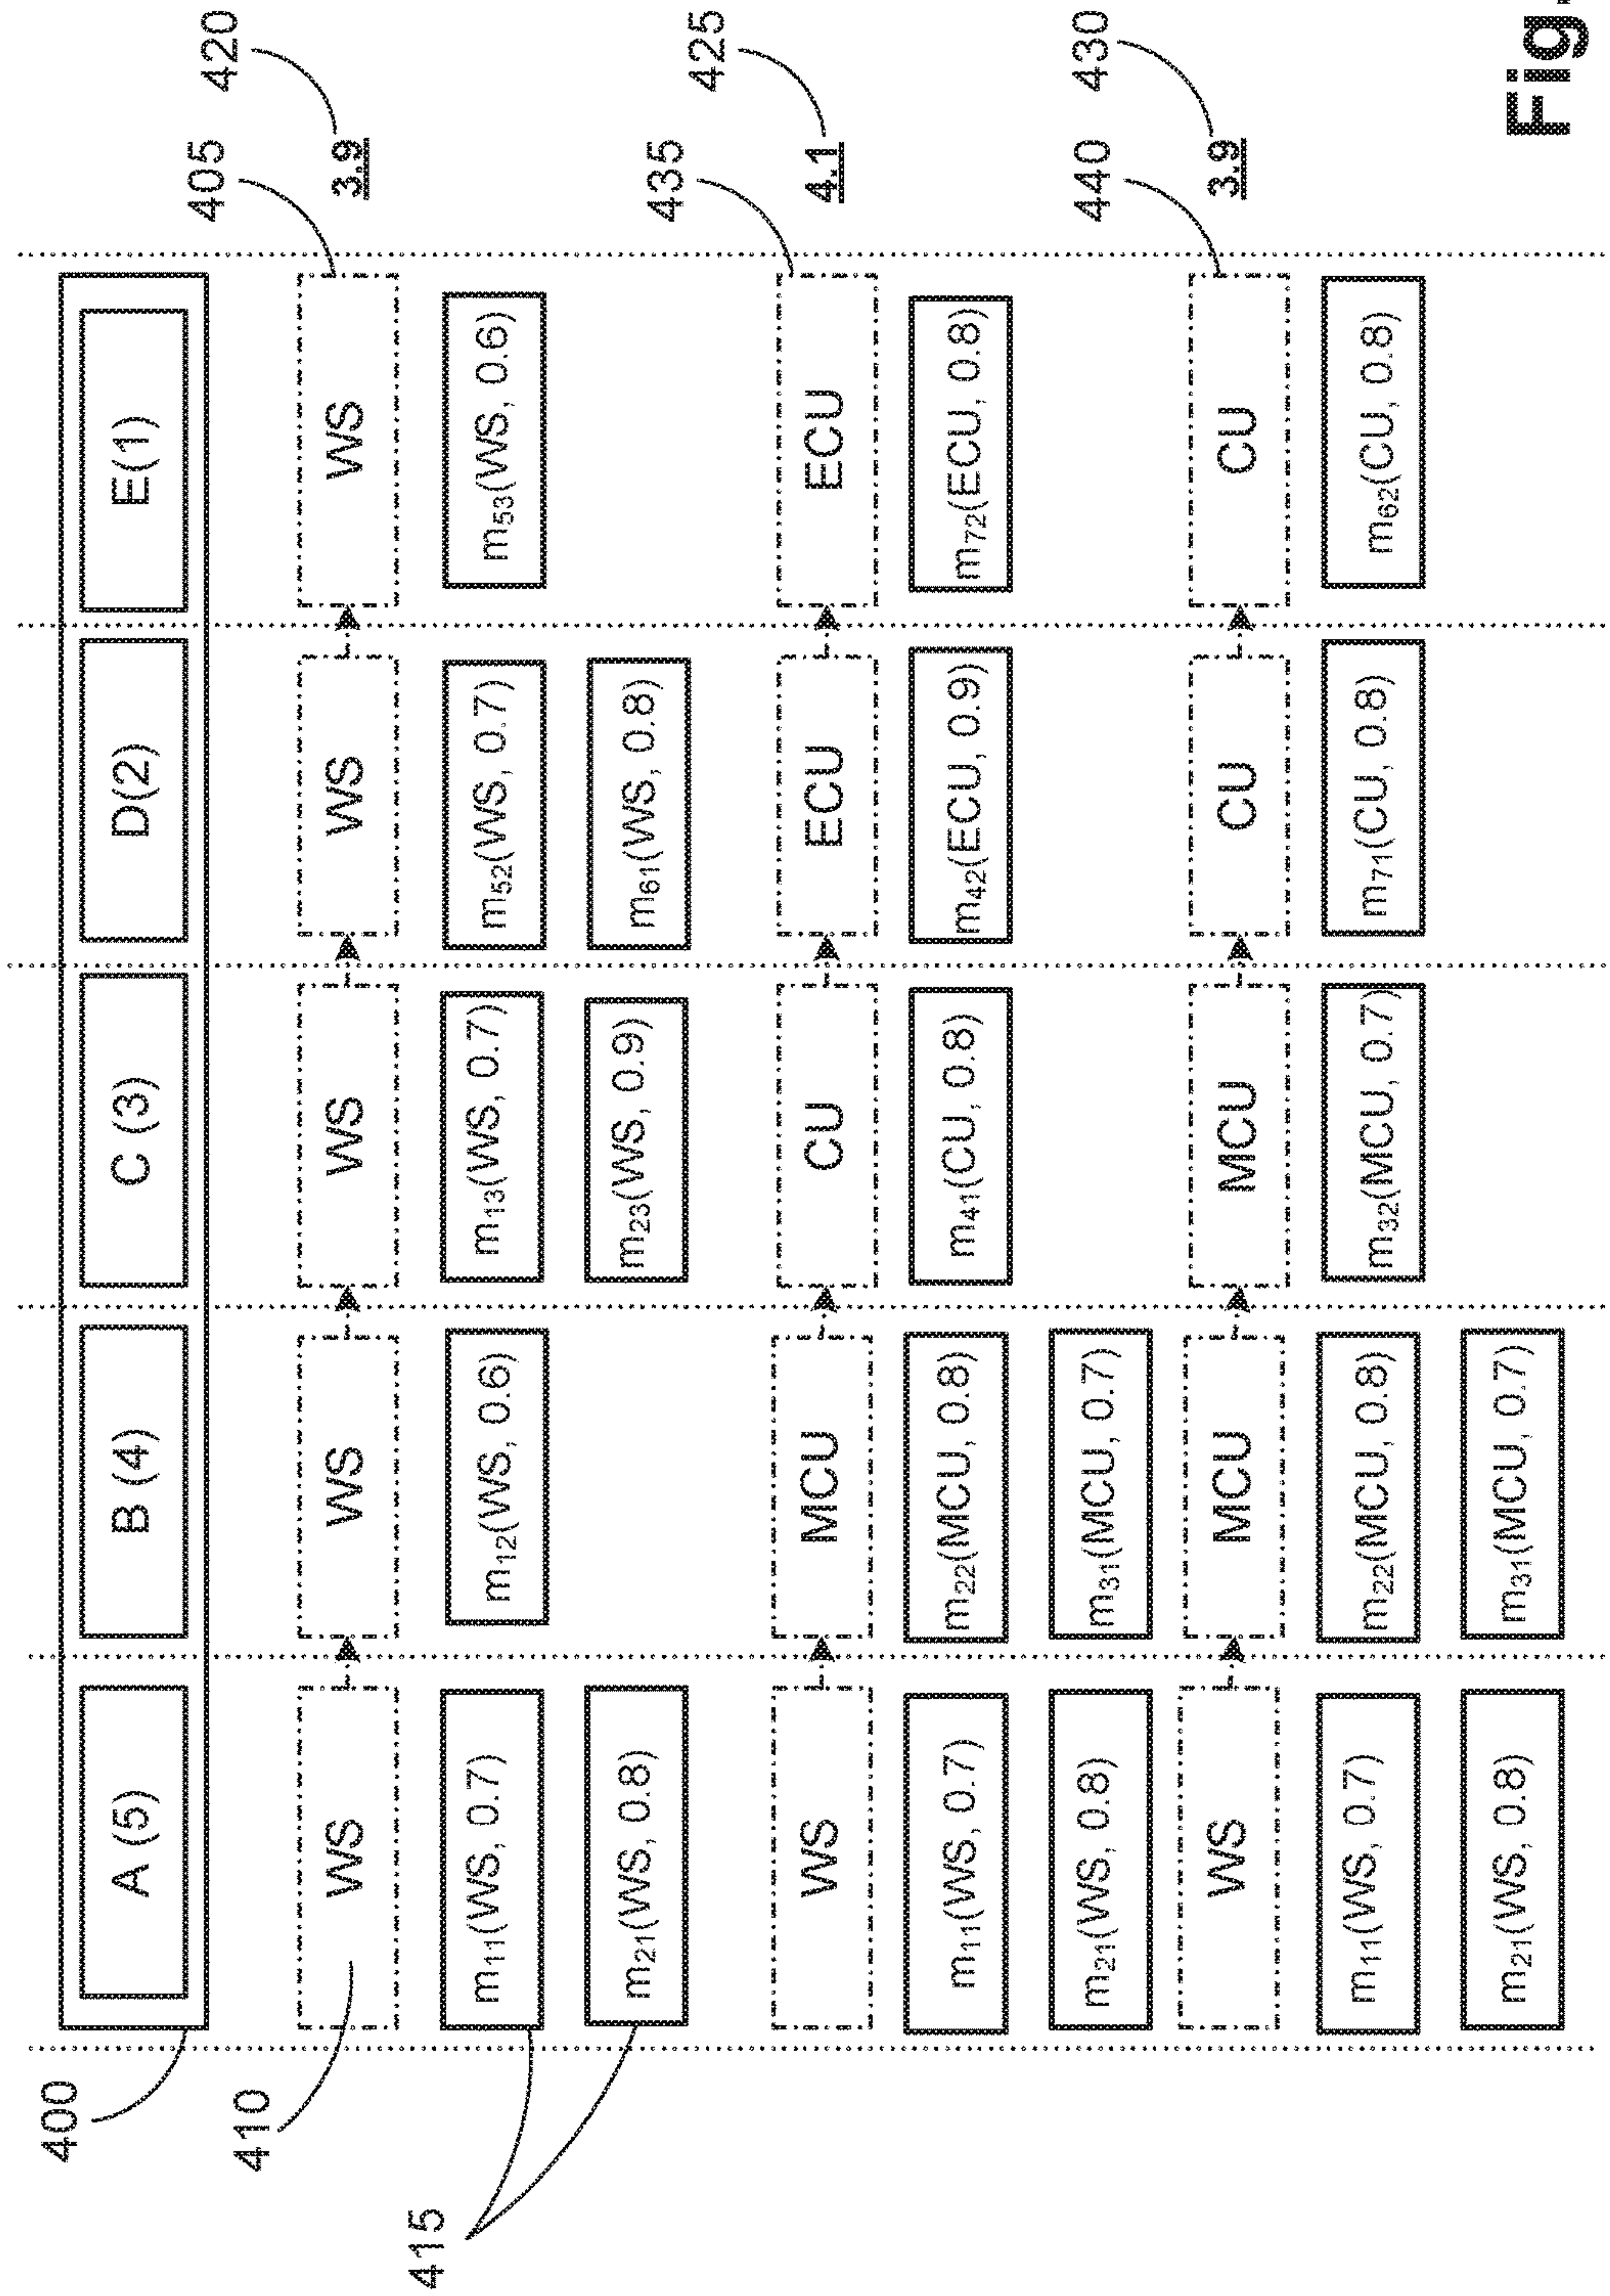 400
A (5) B (4) C (3) D(2) E(1)
410 405 420
WS WS WS WS WS 3.9
415
m11(WS, 0.7) m12(WS, 0.6) m13(WS, 0.7) m52(WS, 0.7) m53(WS, 0.6)
m21(WS, 0.8) m23(WS, 0.9) m61(WS, 0.8)
435 425
WS MCU CU ECU ECU 4.1
m11(WS, 0.7) m22(MCU, 0.8) m41(CU, 0.8) m42(ECU, 0.9) m72(ECU, 0.8)
m21(WS, 0.8) m31(MCU, 0.7)
440 430
WS MCU MCU CU CU 3.9
m11(WS, 0.7) m22(MCU, 0.8) m32(MCU, 0.7) m71(CU, 0.8) m62(CU, 0.8)
m21(WS, 0.8) m31(MCU, 0.7)
Fig.